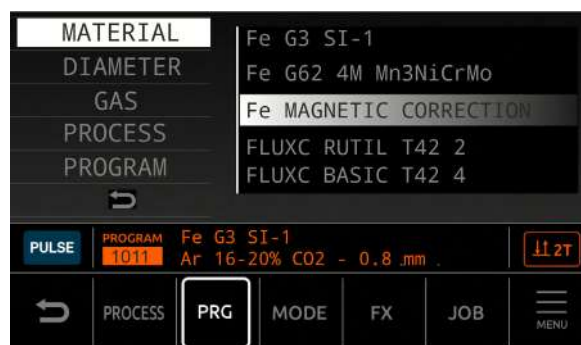 MATERIAL
DIAMETER
GAS
PROCESS
PROGRAM
Fe G3 SI-1
Fe G62 4M Mn3NiCrMo
Fe MAGNETIC CORRECTION
FLUXC RUTIL T42 2
FLUXC BASIC T42 4
PULSE
PROGRAM
1011
Fe G3 SI-1
Ar 16-20% CO2 - 0.8 mm
2T
PROCESS
PRG
MODE
FX
JOB
MENU